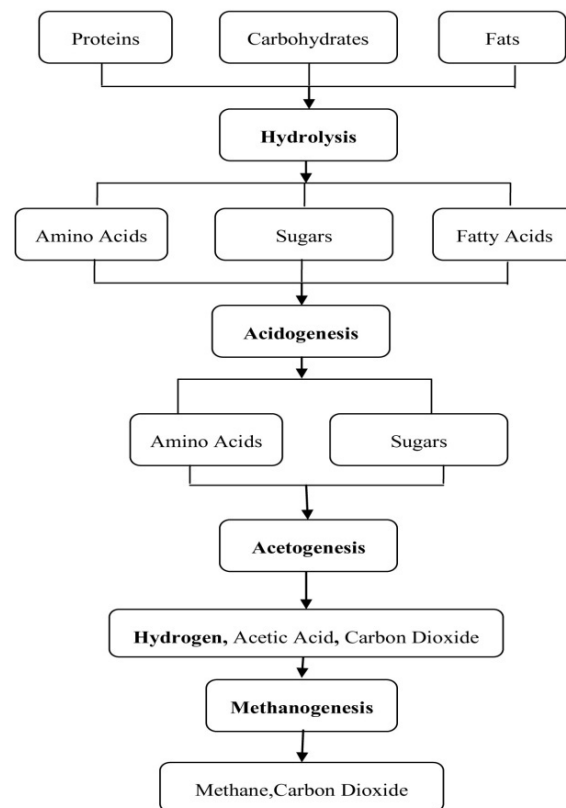 Proteins
Carbohydrates
Fats
Hydrolysis
Amino Acids
Sugars
Fatty Acids
Acidogenesis
Amino Acids
Sugars
Acetogenesis
Hydrogen, Acetic Acid, Carbon Dioxide
Methanogenesis
Methane,Carbon Dioxide